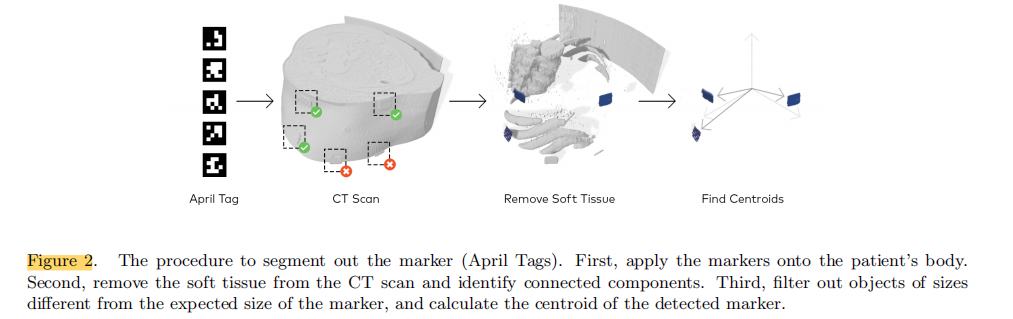 April Tag
CT Scan
Remove Soft Tissue
Find Centroids
Figure 2. The procedure to segment out the marker (April Tags). First, apply the markers onto the patient's body.
Second, remove the soft tissue from the CT scan and identify connected components. Third, filter out objects of sizes
different from the expected size of the marker, and calculate the centroid of the detected marker.